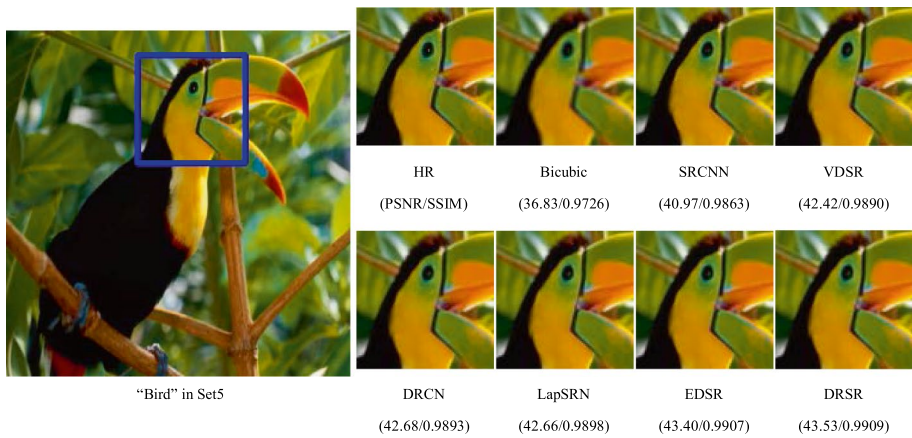 HR
Bicubic
SRCNN
VDSR
(PSNR/SSIM)
(36.83/0.9726)
(40.97/0.9863)
(42.42/0.9890)
"Bird" in Set5
DRCN
LapSRN
EDSR
DRSR
(42.68/0.9893)
(42.66/0.9898)
(43.40/0.9907)
(43.53/0.9909)